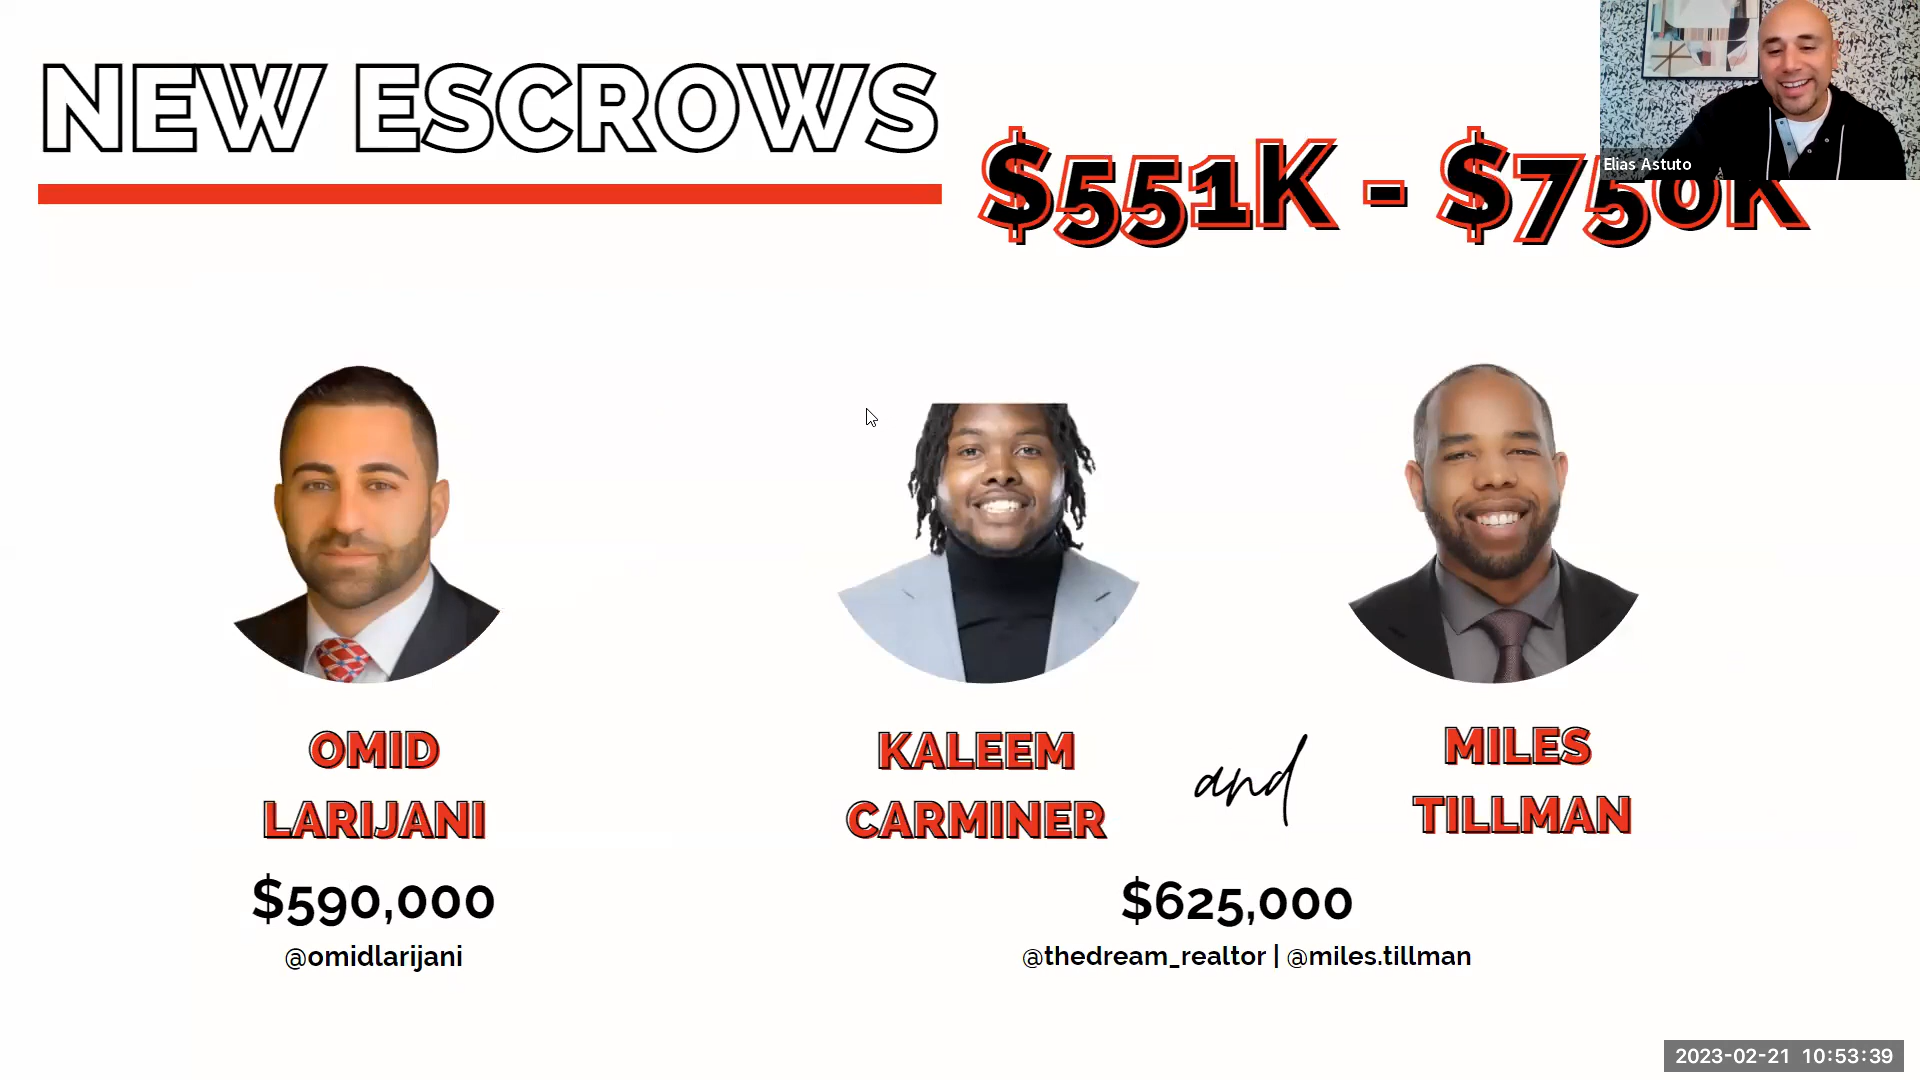 NEW ESCROWS
$551K - $750K
Elias Astuto
OMID
LARIJANI
$590,000
@omidlarijani
KALEEM
CARMINER
and
MILES
TILLMAN
$625,000
@thedream_realtor | @miles.tillman
2023-02-21 10:53:39